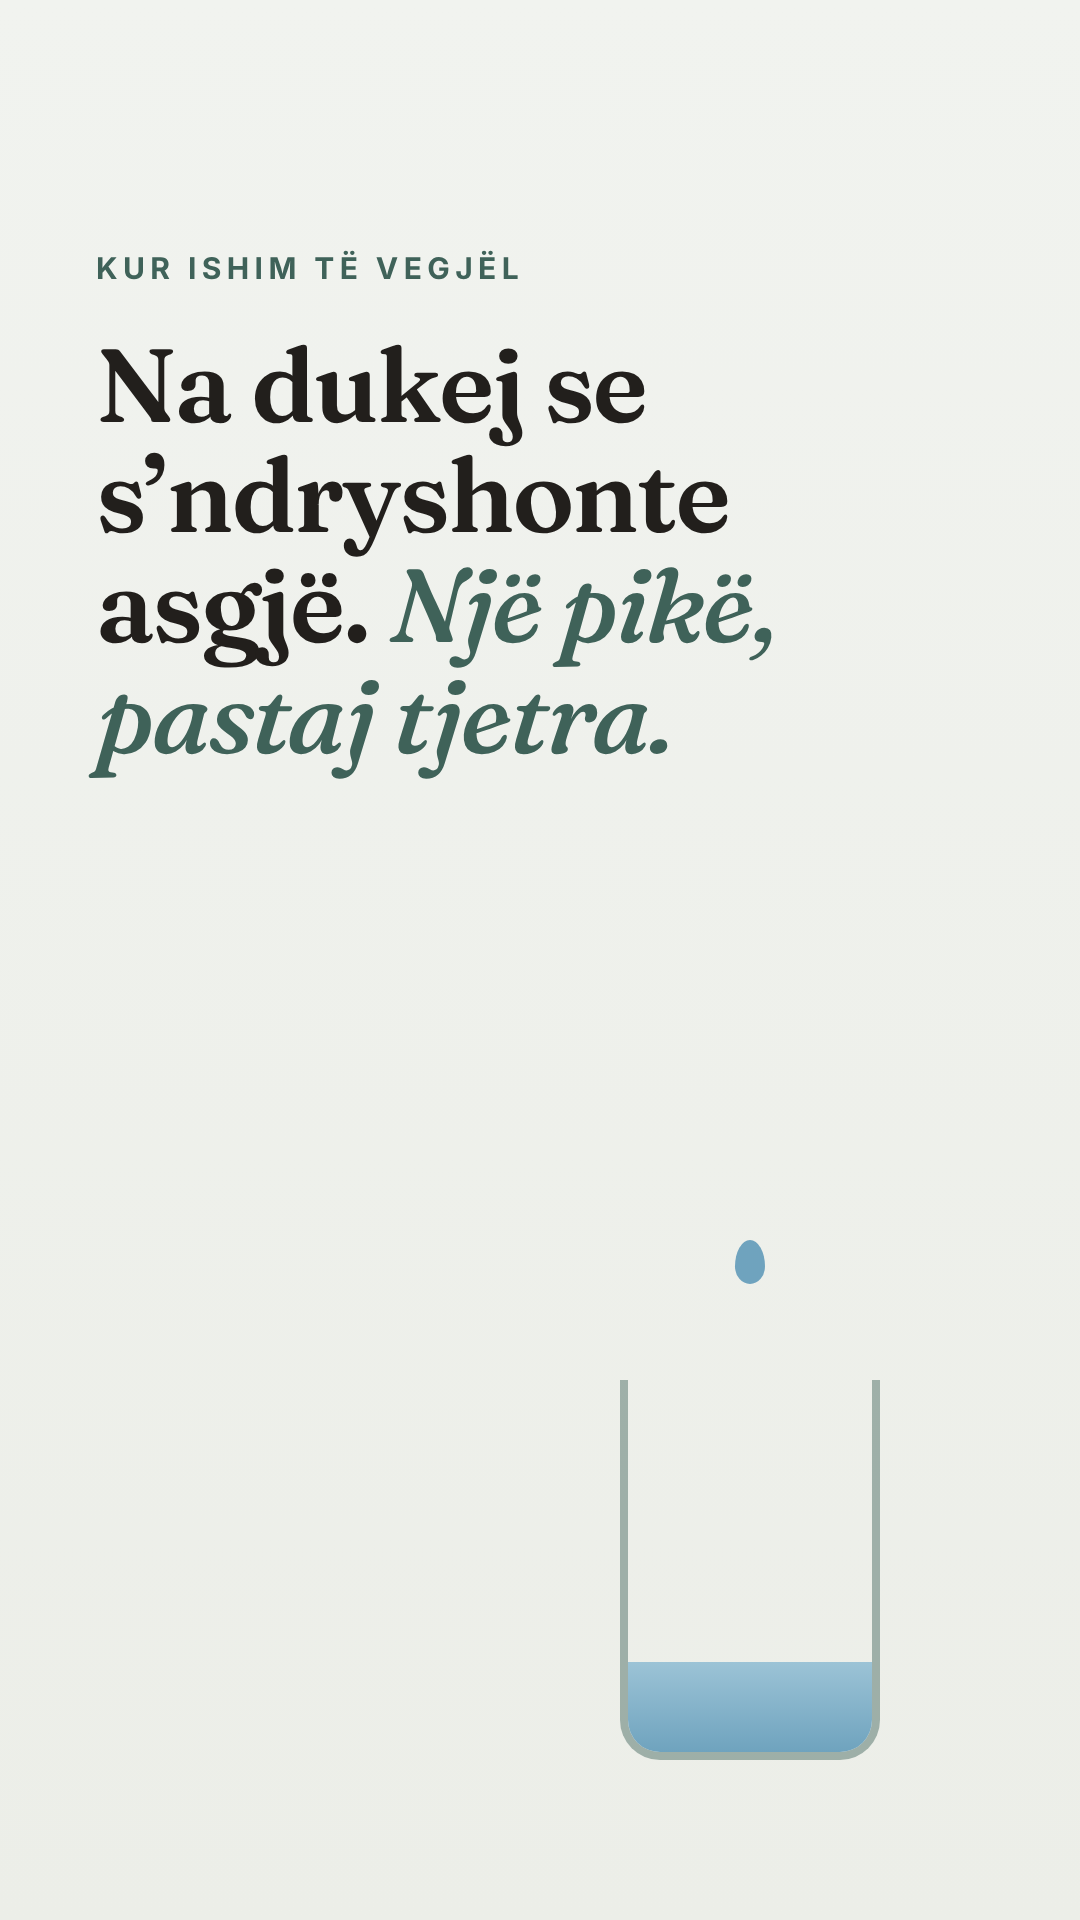 KUR ISHIM TË VEGJËL
Na dukej se
s’ndryshonte
asgjë. Një pikë,
pastaj tjetra.